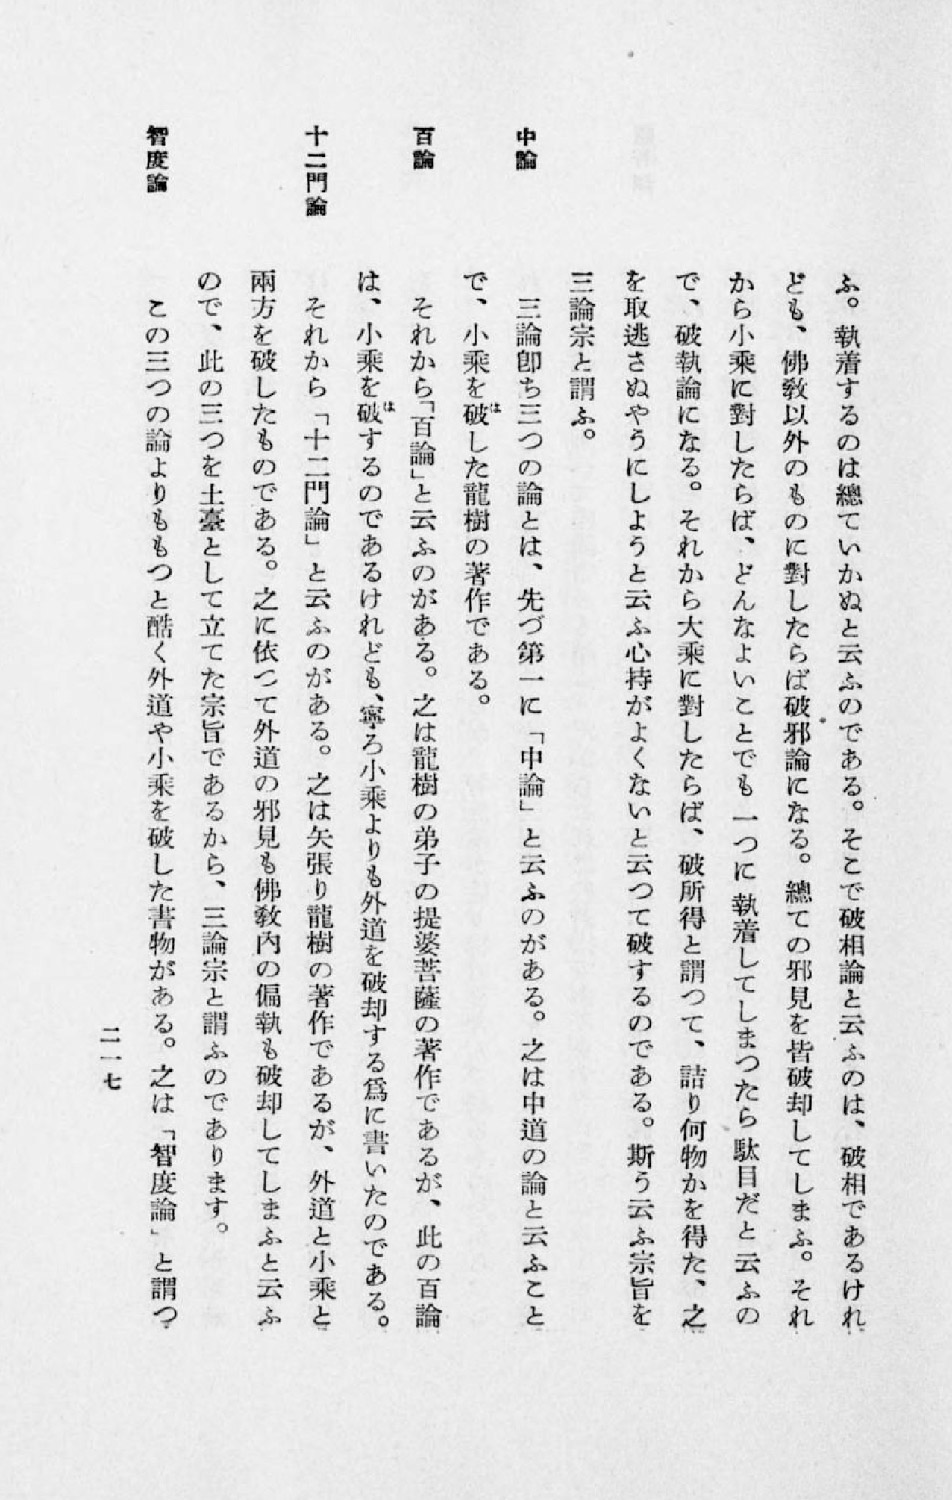 ふ。執着するのは總ていかぬと云ふのである。そこで破相論と云ふのは、破相であるけれ
ども、佛敎以外のものに對したらば破邪論になる。總ての邪見を皆破却してしまふ。それ
から小乘に對したらば、どんなよいことでも一つに執着してしまつたら駄目だと云ふの
で、破執論になる。それから大乘に對したらば、破所得と謂つて、詰り何物かを得た、之
を取逃さぬやうにしようと云ふ心持がよくないと云つて破するのである。斯う云ふ宗旨を
三論宗と謂ふ。
中論
三論卽ち三つの論とは、先づ第一に「中論」と云ふのがある。之は中道の論と云ふこと
で、小乘を破した龍樹の著作である。
は
百論
それから「百論」と云ふのがある。之は龍樹の弟子の提婆菩薩の著作であるが、此の百論
は、小乘を破するのであるけれども、寧ろ小乘よりも外道を破却する爲に書いたのである。
は
十二門論
それから「十二門論」と云ふのがある。之は矢張り龍樹の著作であるが、外道と小乘と
兩方を破したものである。之に依つて外道の邪見も佛敎內の偏執も破却してしまふと云ふ
ので、此の三つを土臺として立てた宗旨であるから、三論宗と謂ふのであります。
智度論
この三つの論よりももつと酷く外道や小乘を破した書物がある。之は「智度論」と謂つ
二一七